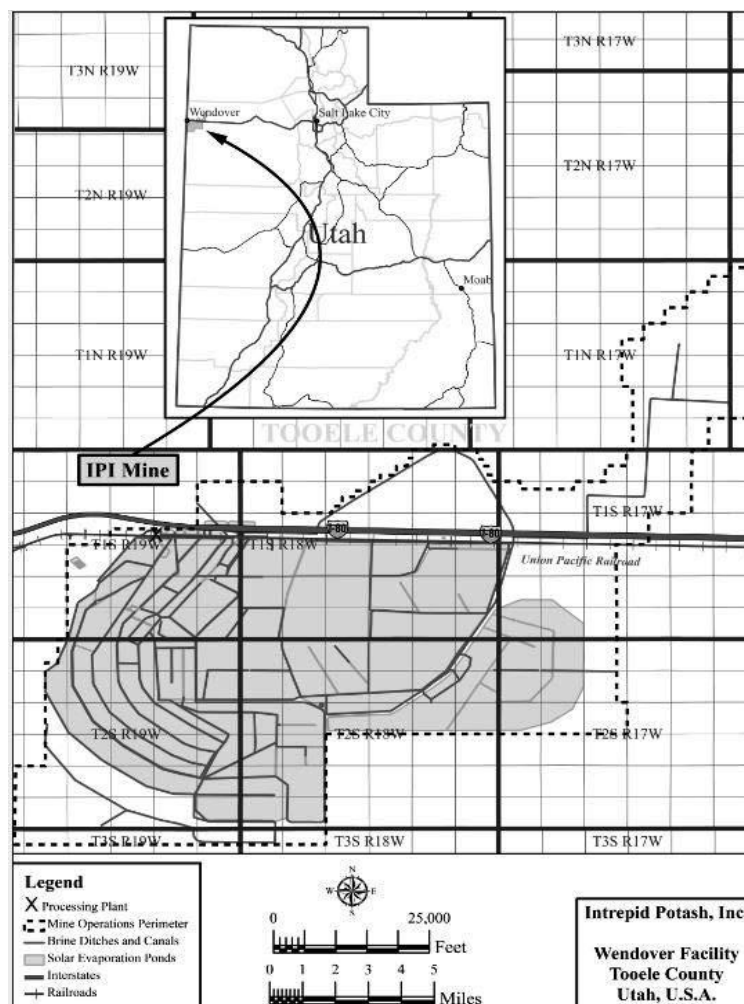 T3N R19W
T3N R17W
Wendover
Salt Lake City
T2N R19W
T2N R17W
Utah
Moab
T1N R19W
T1N R17W
TOOELE COUNTY
IPI Mine
T1S R17W
T1S R19W
T1S R18W
I-80
I-80
Union Pacific Railroad
T2S R19W
T2S R18W
T2S R17W
T3S R19W
T3S R18W
T3S R17W
Legend
X Processing Plant
Mine Operations Perimeter
Brine Ditches and Canals
Solar Evaporation Ponds
Interstates
Railroads
N
W E
S
0 25,000
Feet
0 1 2 3 4 5
Miles
Intrepid Potash, Inc
Wendover Facility
Tooele County
Utah, U.S.A.